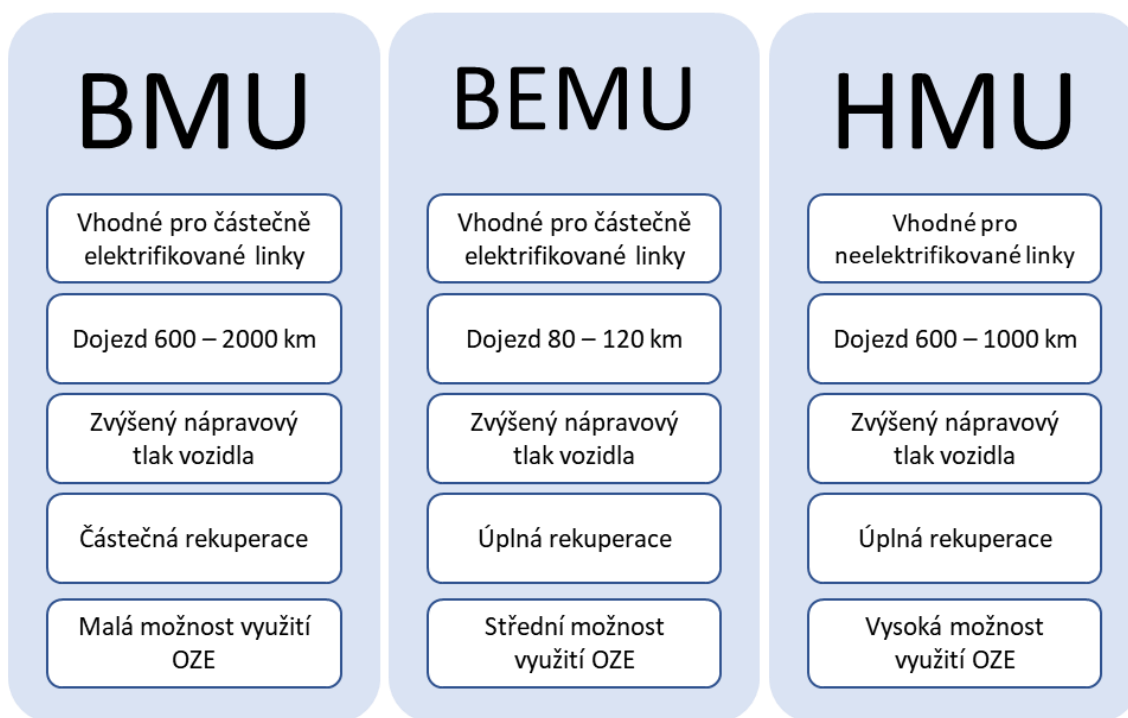 BMU
Vhodné pro částečně
elektrifikované linky
Dojezd 600 – 2000 km
Zvýšený nápravový
tlak vozidla
Částečná rekuperace
Malá možnost využití
OZE
BEMU
Vhodné pro částečně
elektrifikované linky
Dojezd 80 – 120 km
Zvýšený nápravový
tlak vozidla
Úplná rekuperace
Střední možnost
využití OZE
HMU
Vhodné pro
neelektrifikované linky
Dojezd 600 – 1000 km
Zvýšený nápravový
tlak vozidla
Úplná rekuperace
Vysoká možnost
využití OZE